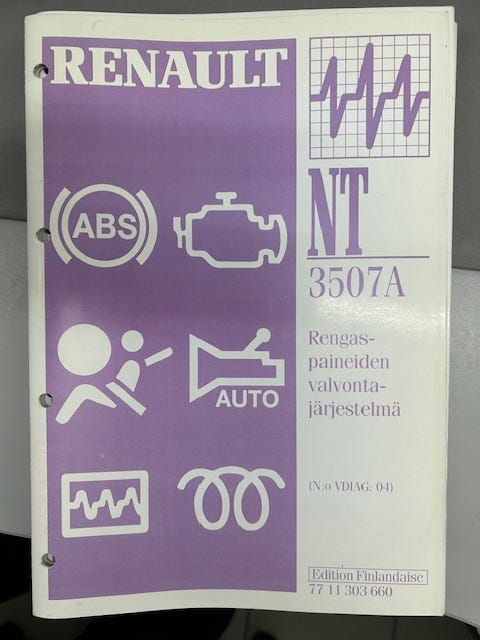 RENAULT
ABS
AUTO
NT
3507A
Rengas-
paineiden
valvonta-
järjestelmä
(N:o VDIAG: 04)
Edition Finlandaise
77 11 303 660